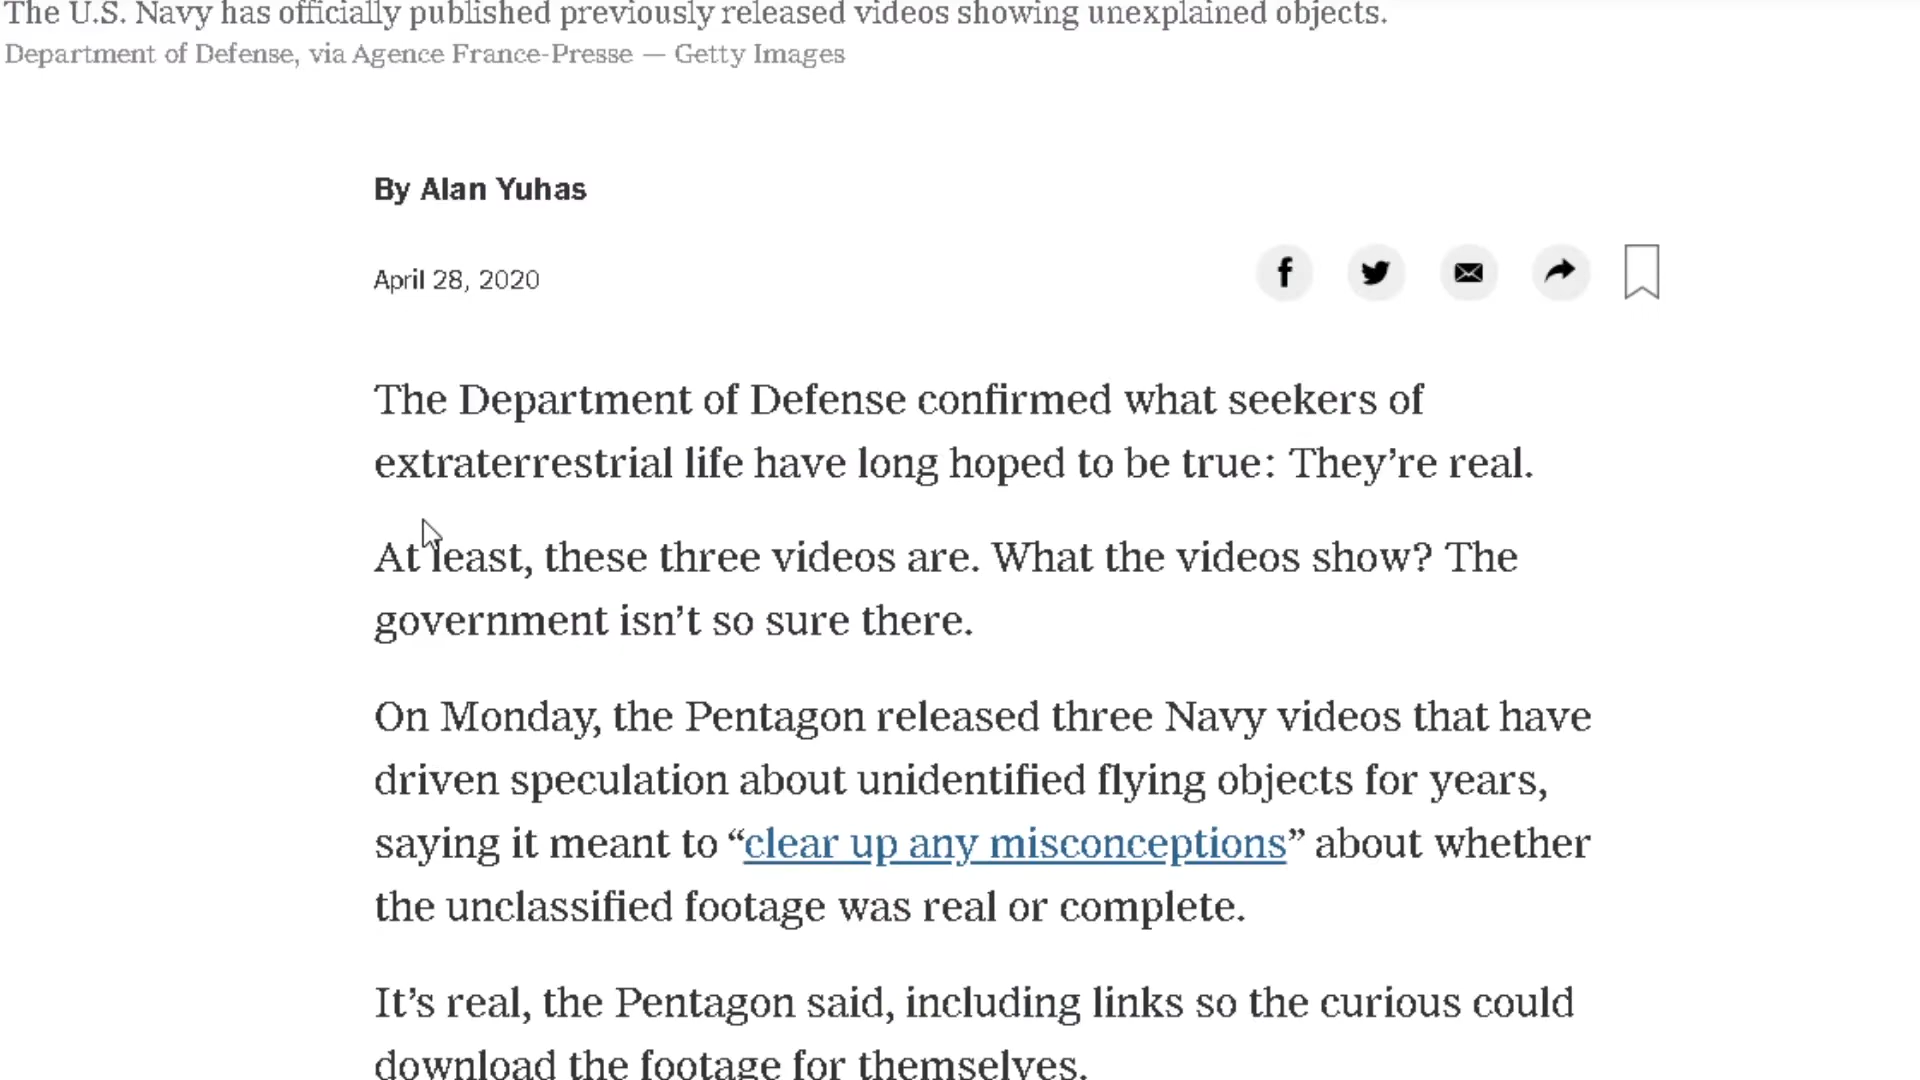 The U.S. Navy has officially published previously released videos showing unexplained objects.
Department of Defense, via Agence France-Presse — Getty Images
By Alan Yuhas
April 28, 2020
The Department of Defense confirmed what seekers of
extraterrestrial life have long hoped to be true: They’re real.
At least, these three videos are. What the videos show? The
government isn’t so sure there.
On Monday, the Pentagon released three Navy videos that have
driven speculation about unidentified flying objects for years,
saying it meant to “clear up any misconceptions” about whether
the unclassified footage was real or complete.
It’s real, the Pentagon said, including links so the curious could
download the footage for themselves.